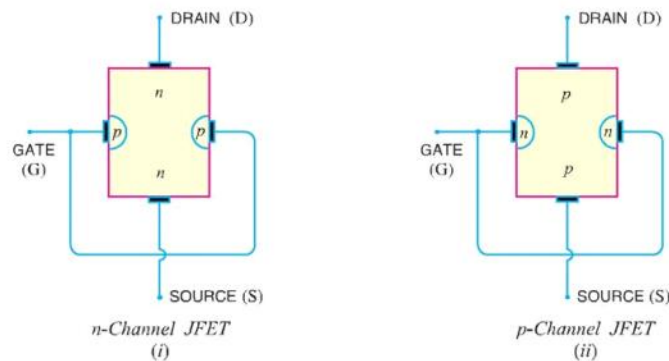 DRAIN (D)
n
p
p
GATE
(G)
n
SOURCE (S)
n-Channel JFET
(i)
DRAIN (D)
p
n
n
GATE
(G)
p
SOURCE (S)
p-Channel JFET
(ii)